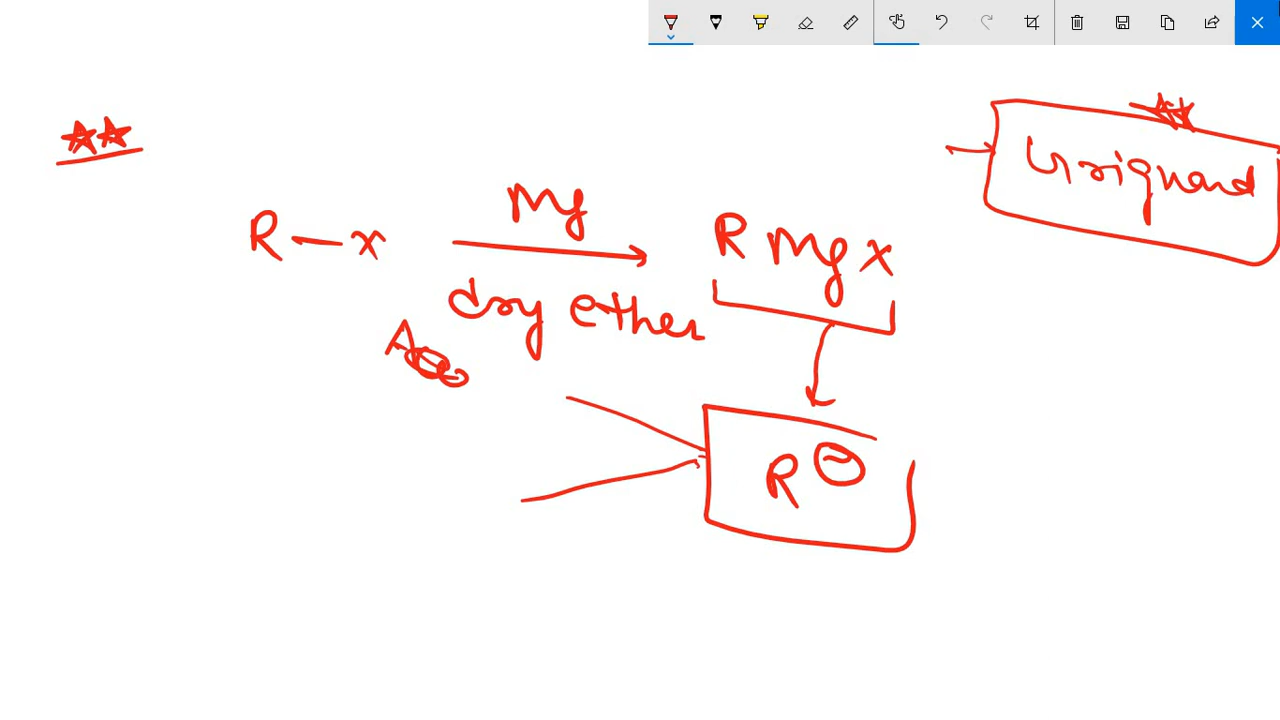 Grignard
R-x Mg RMgx
dry ether
R⊖